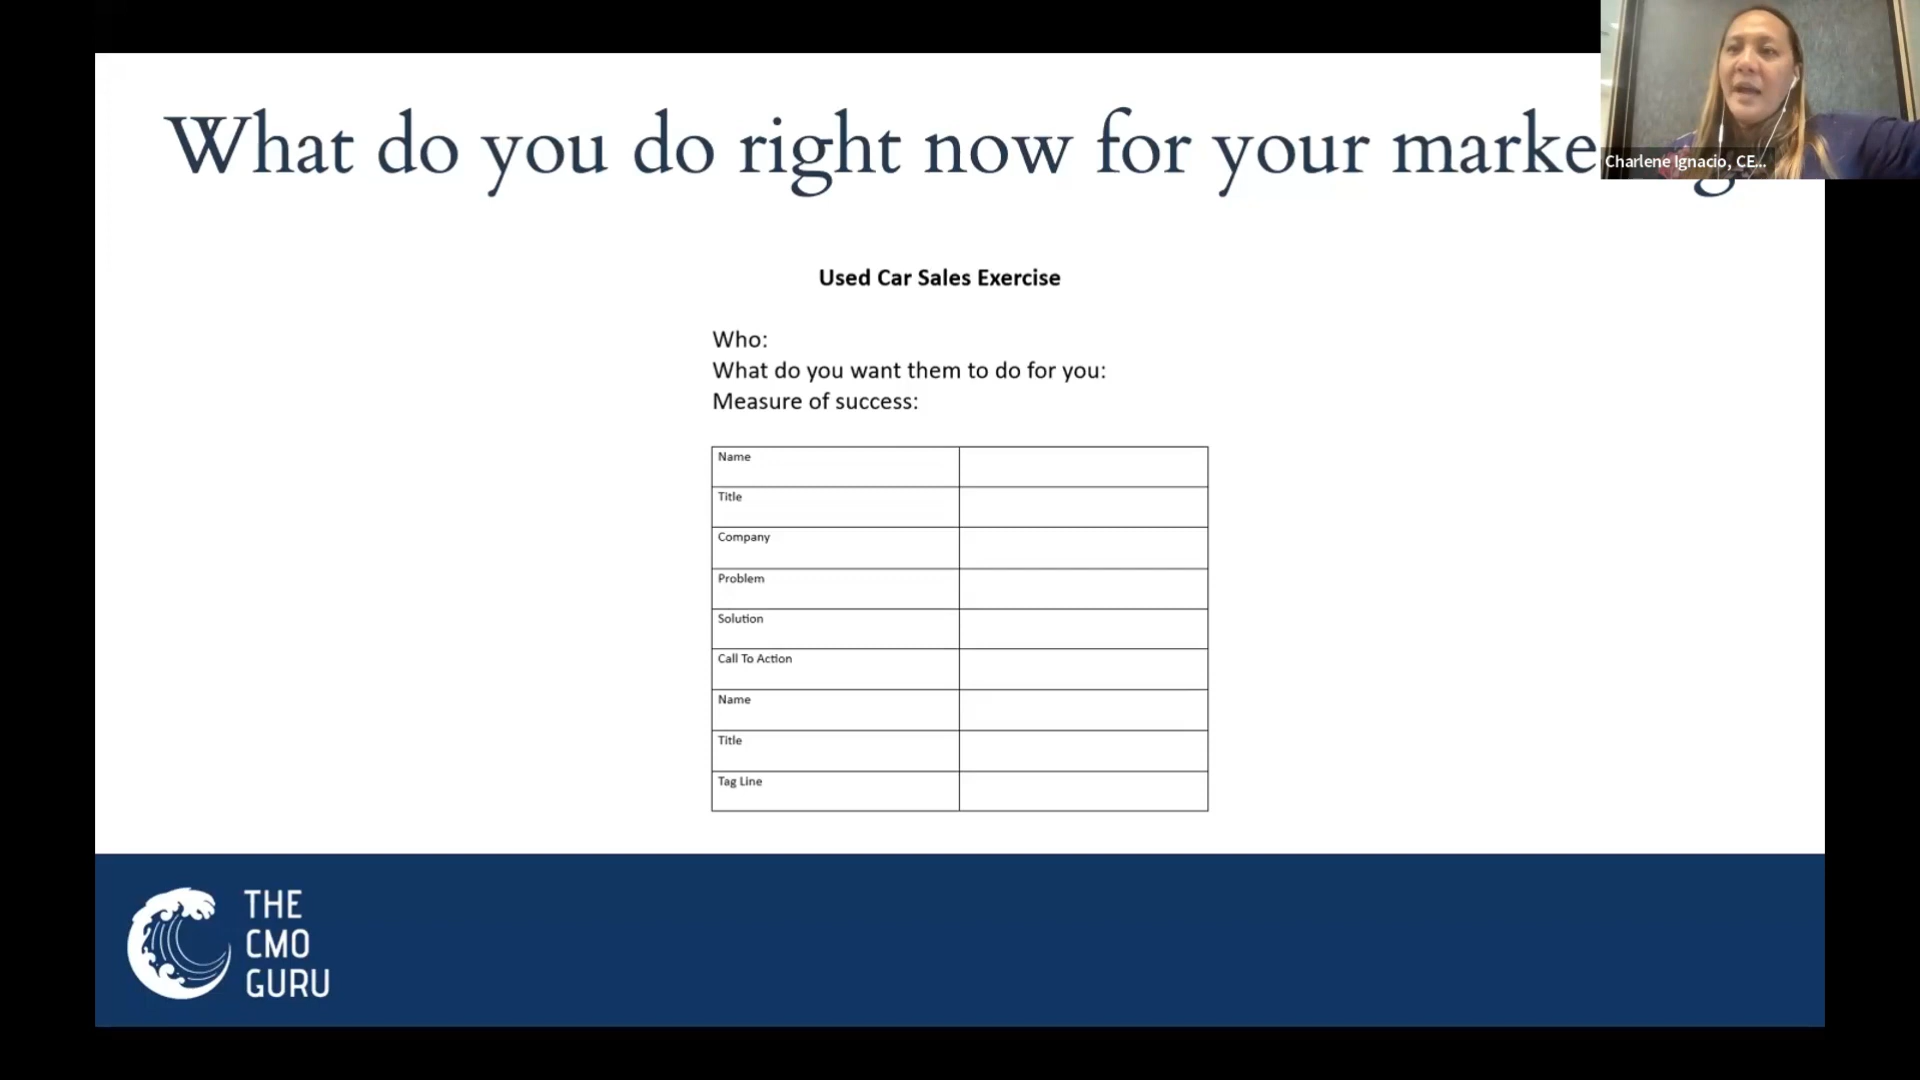 What do you do right now for your marke
Charlene Ignacio, CE...
Used Car Sales Exercise
Who:
What do you want them to do for you:
Measure of success:
Name
Title
Company
Problem
Solution
Call To Action
Name
Title
Tag Line
THE
CMO
GURU